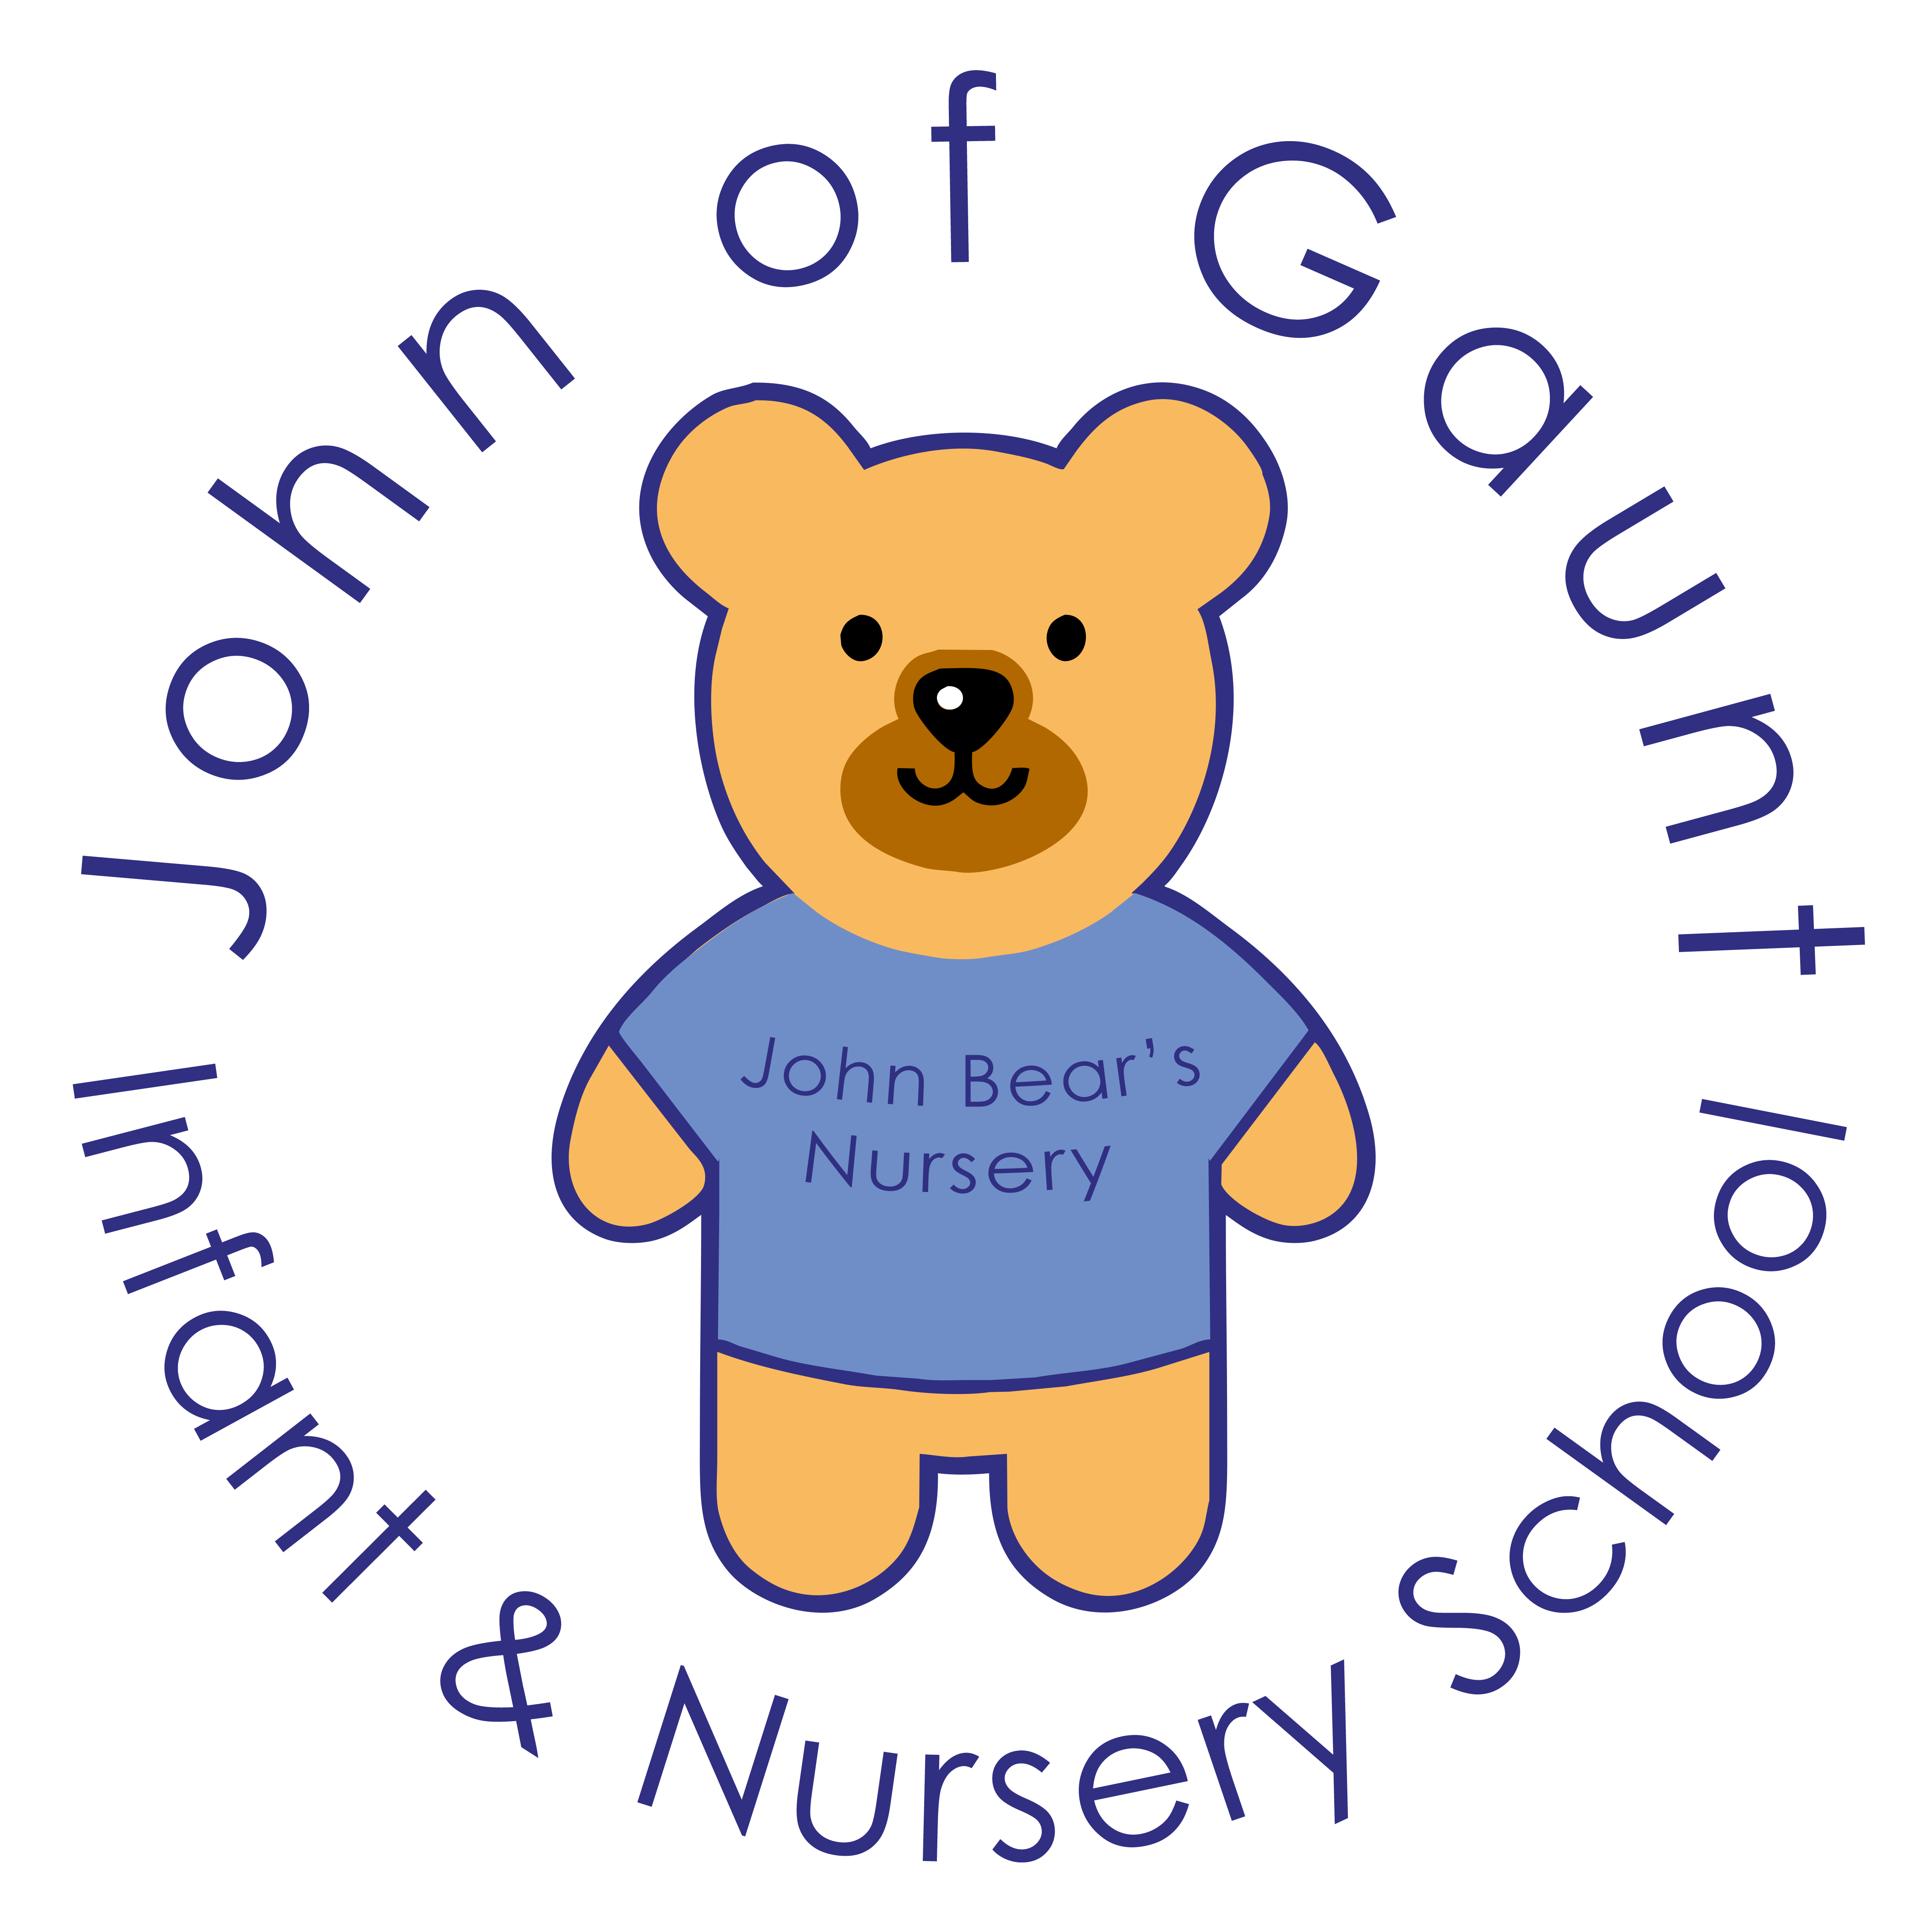 John of Gaunt
Infant & Nursery School
John Bear's
Nursery